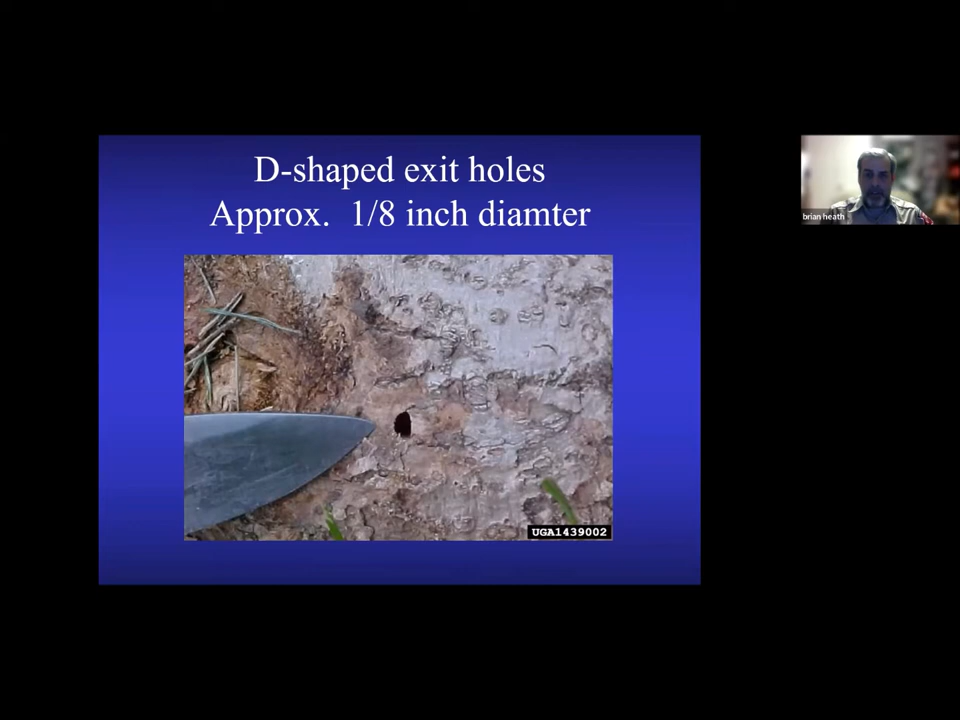 D-shaped exit holes
Approx. 1/8 inch diamter
brian heath
UGA1439002